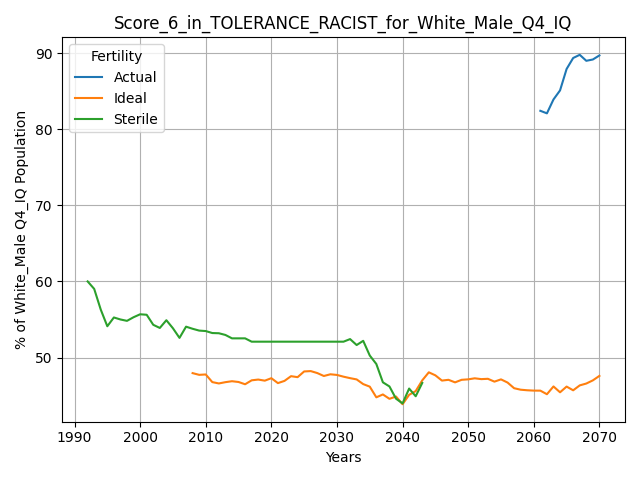 Score_6_in_TOLERANCE_RACIST_for_White_Male_Q4_IQ
Fertility
Actual
Ideal
Sterile
% of White_Male Q4_IQ Population
90
80
70
60
50
1990
2000
2010
2020
2030
2040
2050
2060
2070
Years